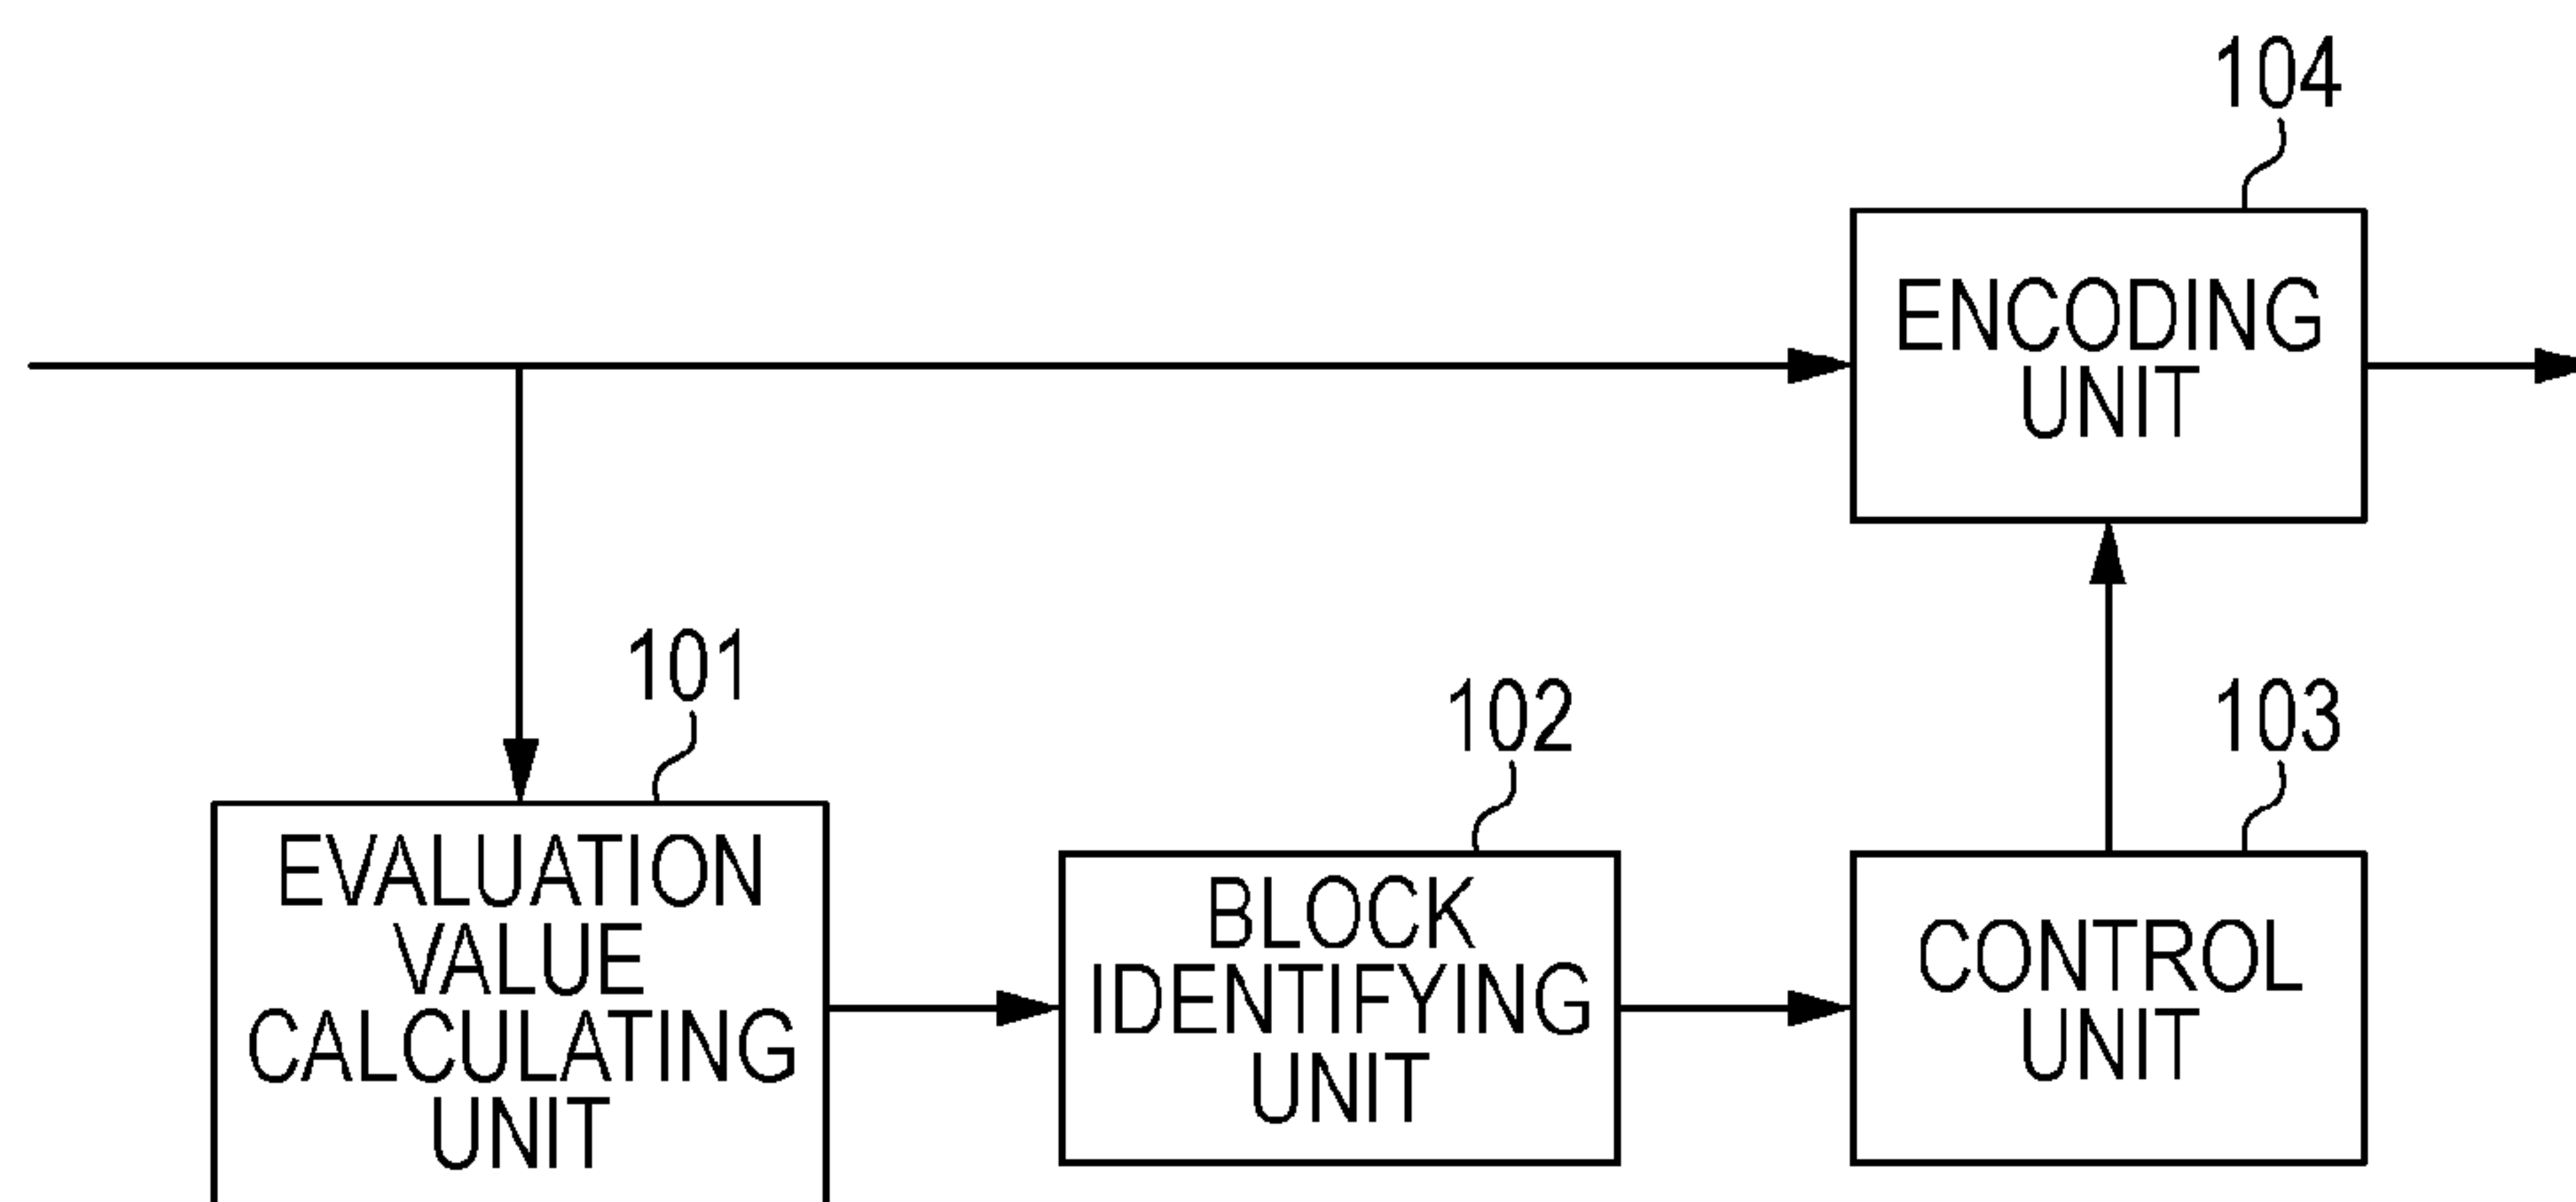 104
ENCODING
UNIT
101
EVALUATION
VALUE
CALCULATING
UNIT
102
BLOCK
IDENTIFYING
UNIT
103
CONTROL
UNIT